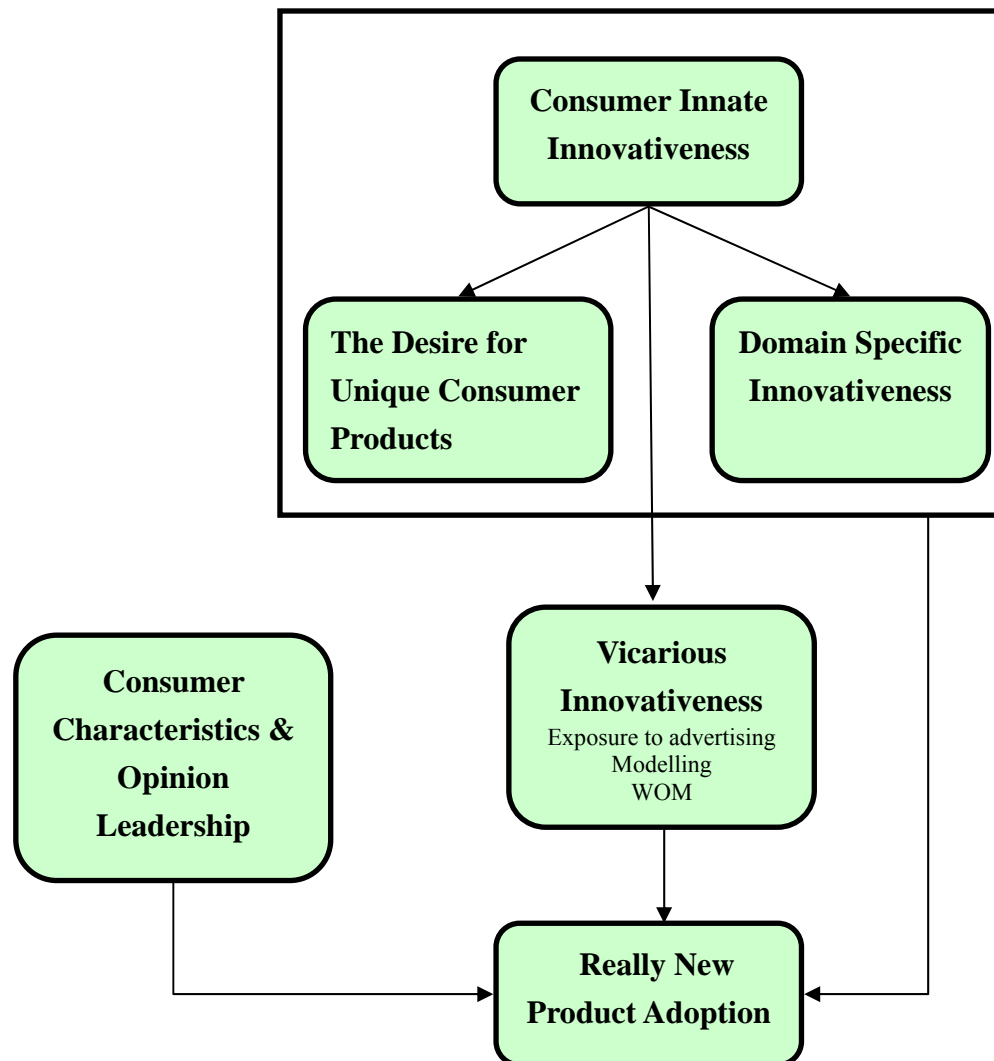 Consumer Innate
Innovativeness
The Desire for
Unique Consumer
Products
Domain Specific
Innovativeness
Vicarious
Innovativeness
Exposure to advertising
Modelling
WOM
Consumer
Characteristics &
Opinion
Leadership
Really New
Product Adoption